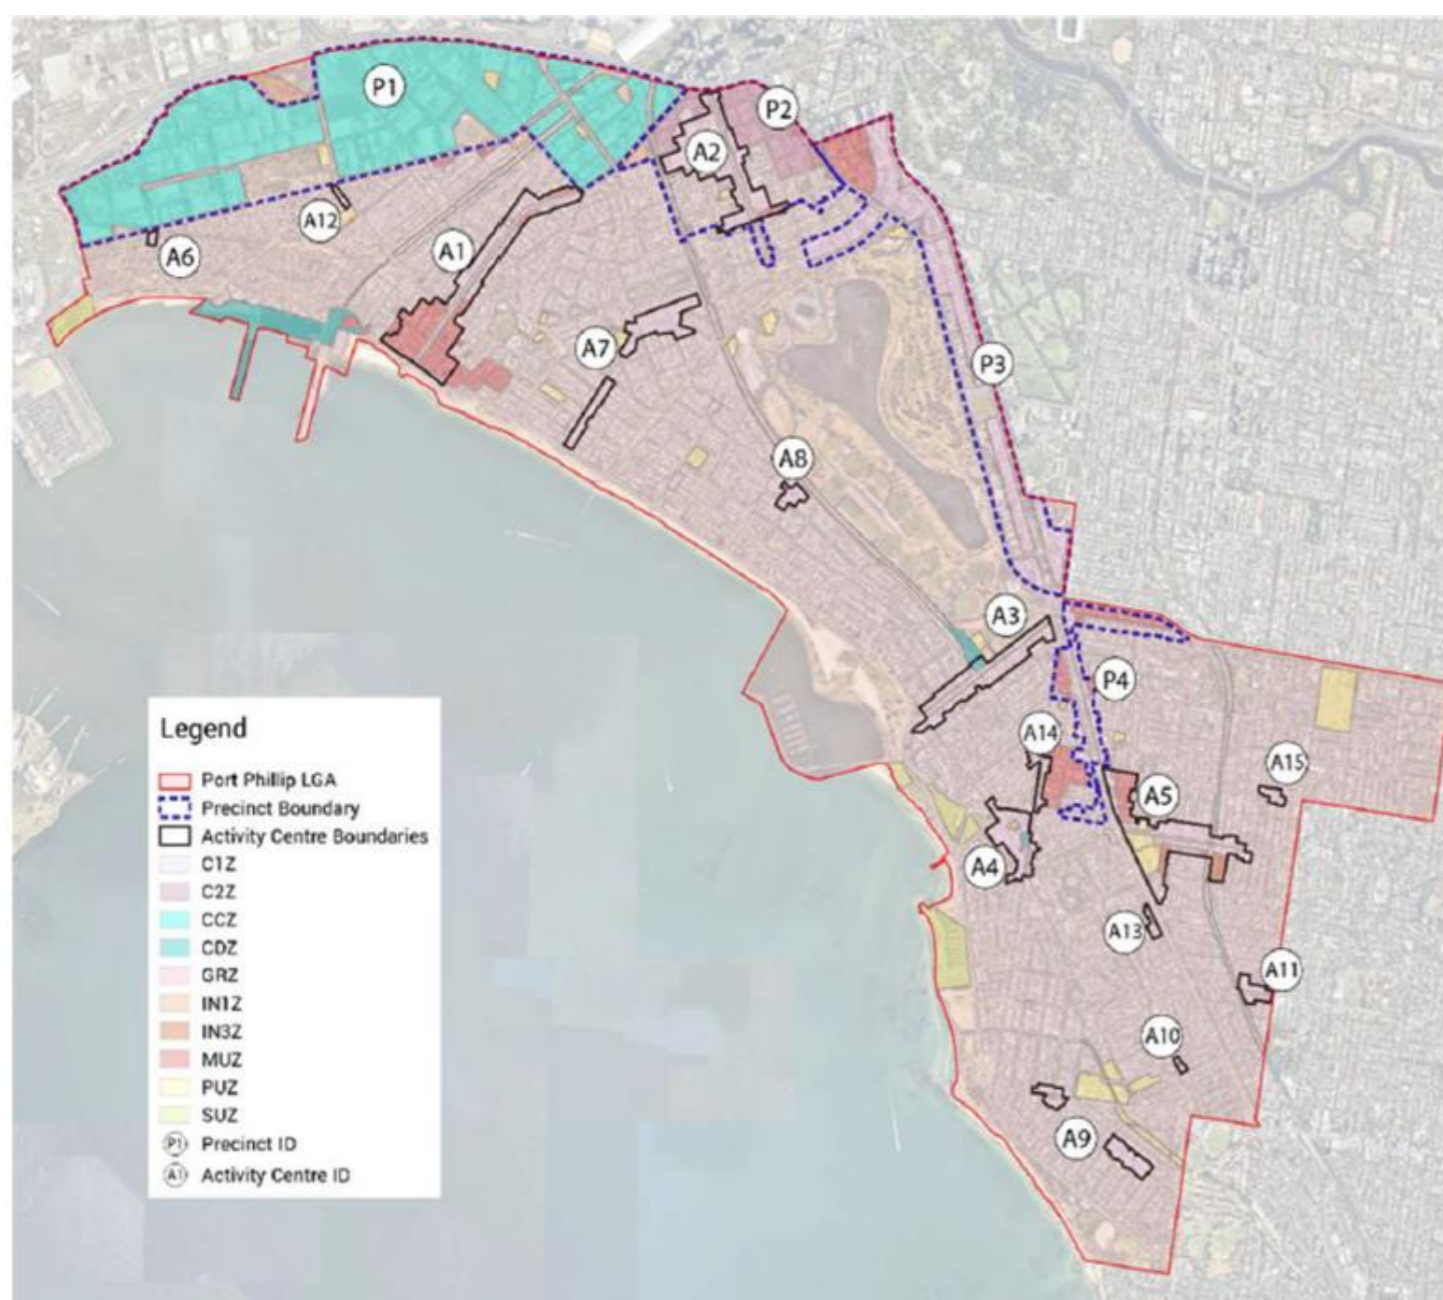 P1
P2
A2
A12
A1
A6
A7
P3
A8
A3
P4
A14
A15
A5
A4
A13
A11
A10
A9
Legend
Port Phillip LGA
Precinct Boundary
Activity Centre Boundaries
C1Z
C2Z
CCZ
CDZ
GRZ
IN1Z
IN3Z
MUZ
PUZ
SUZ
P1 Precinct ID
A1 Activity Centre ID